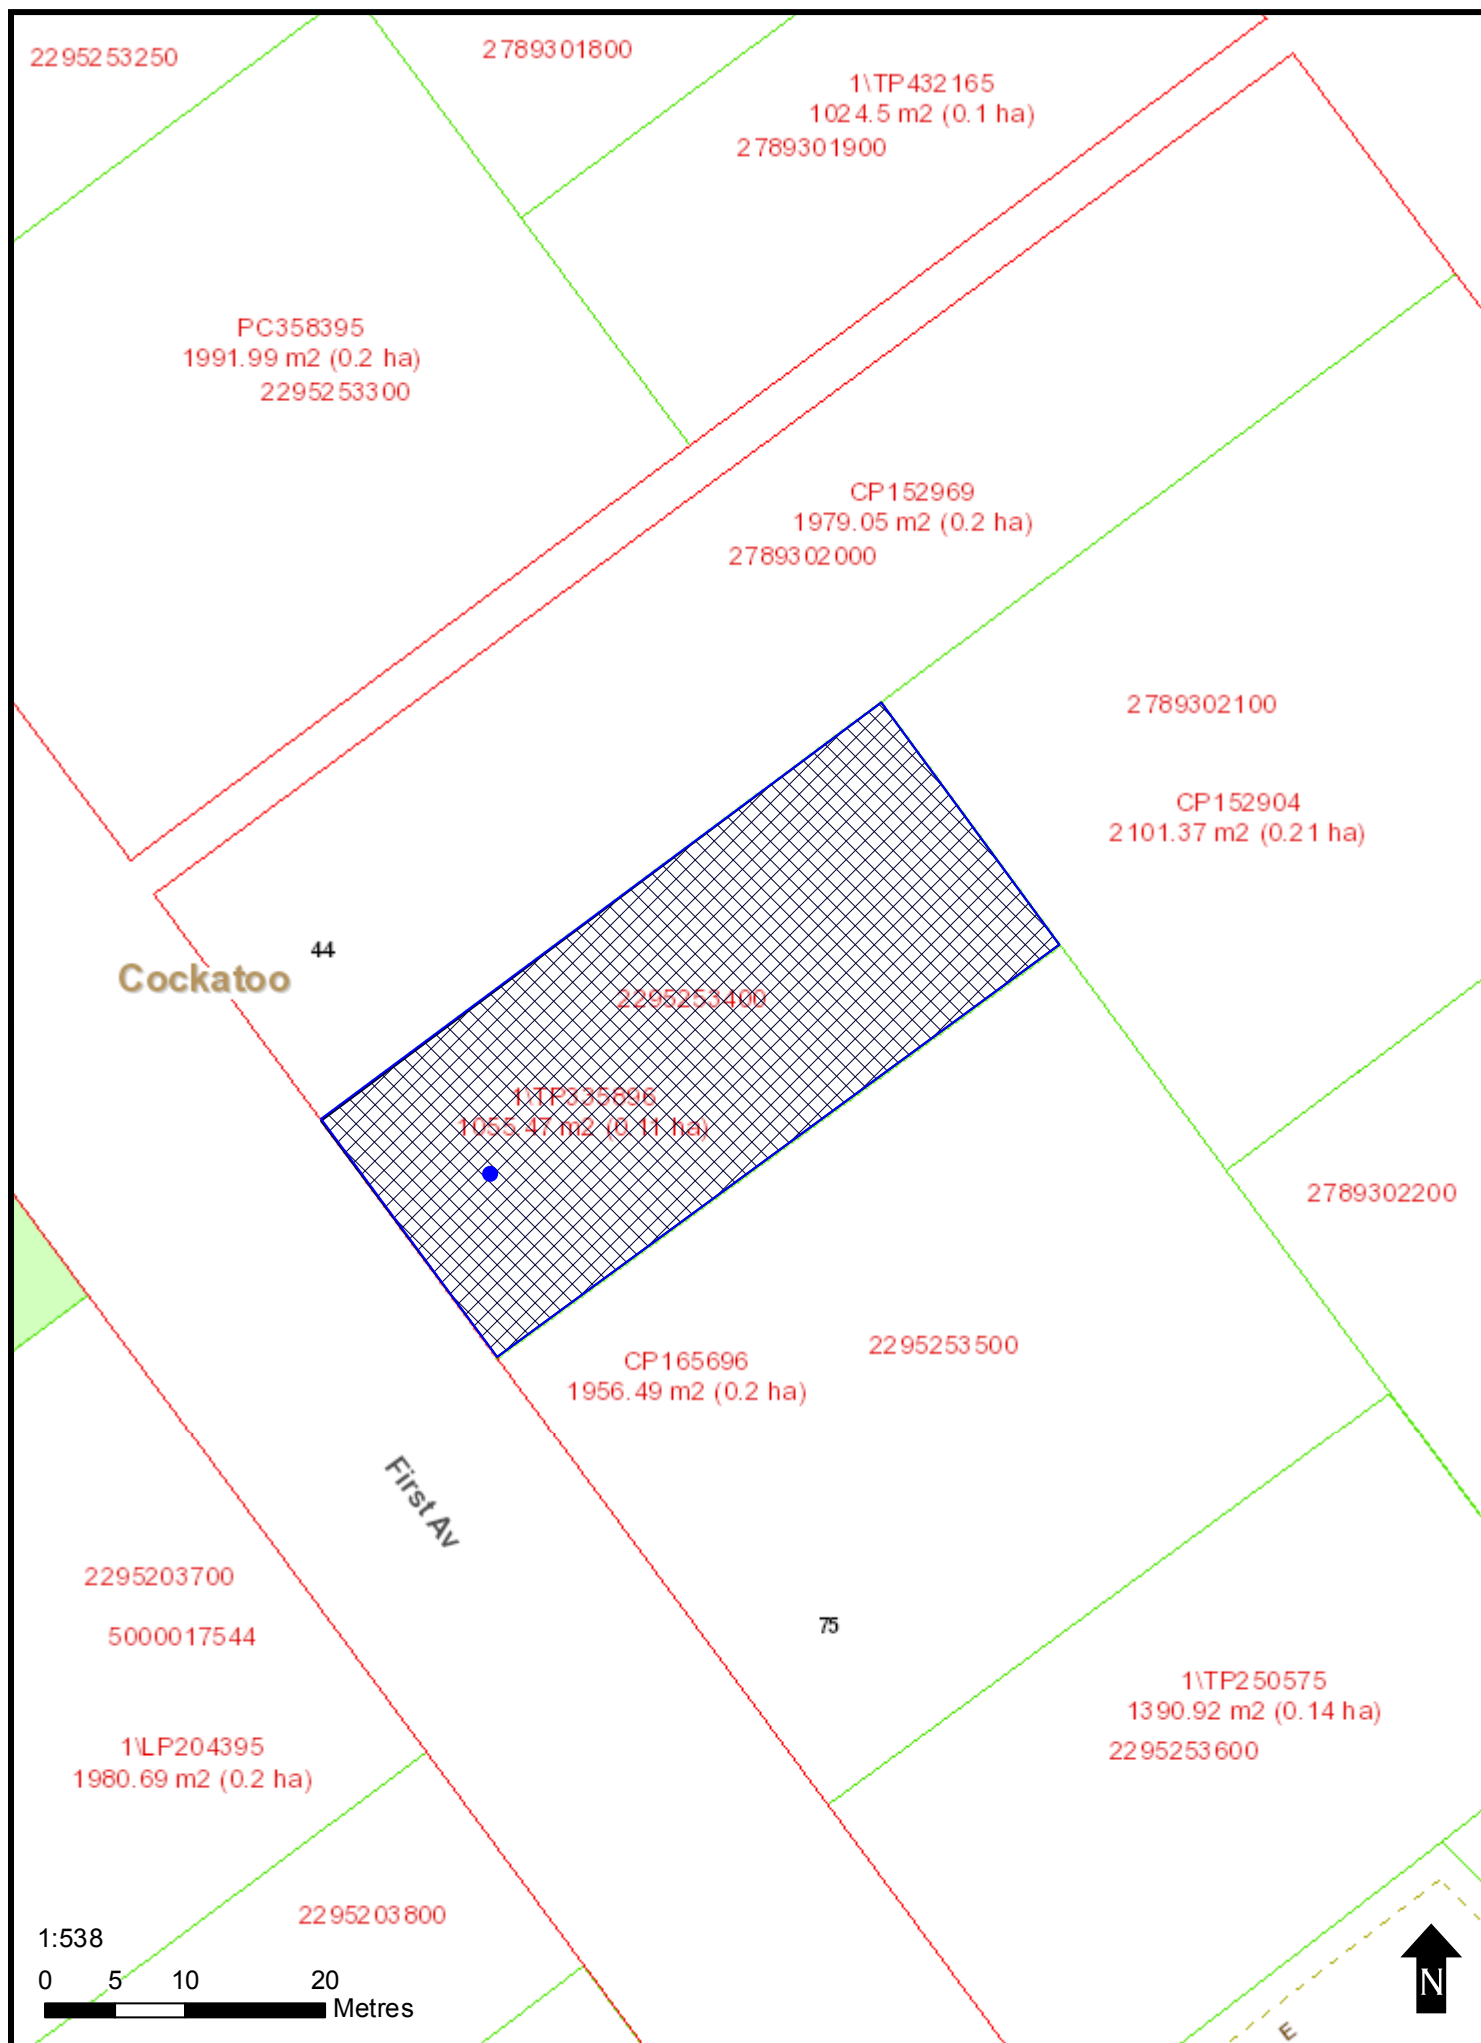 2295253250
2789301800
1\TP432165
1024.5 m2 (0.1 ha)
2789301900
PC358395
1991.99 m2 (0.2 ha)
2295253300
CP152969
1979.05 m2 (0.2 ha)
2789302000
2789302100
CP152904
2101.37 m2 (0.21 ha)
44
Cockatoo
2295253400
1\TP335896
1055.47 m2 (0.11 ha)
2789302200
2295253500
CP165696
1956.49 m2 (0.2 ha)
First Av
2295203700
5000017544
75
1\TP250575
1390.92 m2 (0.14 ha)
2295253600
1\LP204395
1980.69 m2 (0.2 ha)
2295203800
1:538
0 5 10 20
Metres
N
E